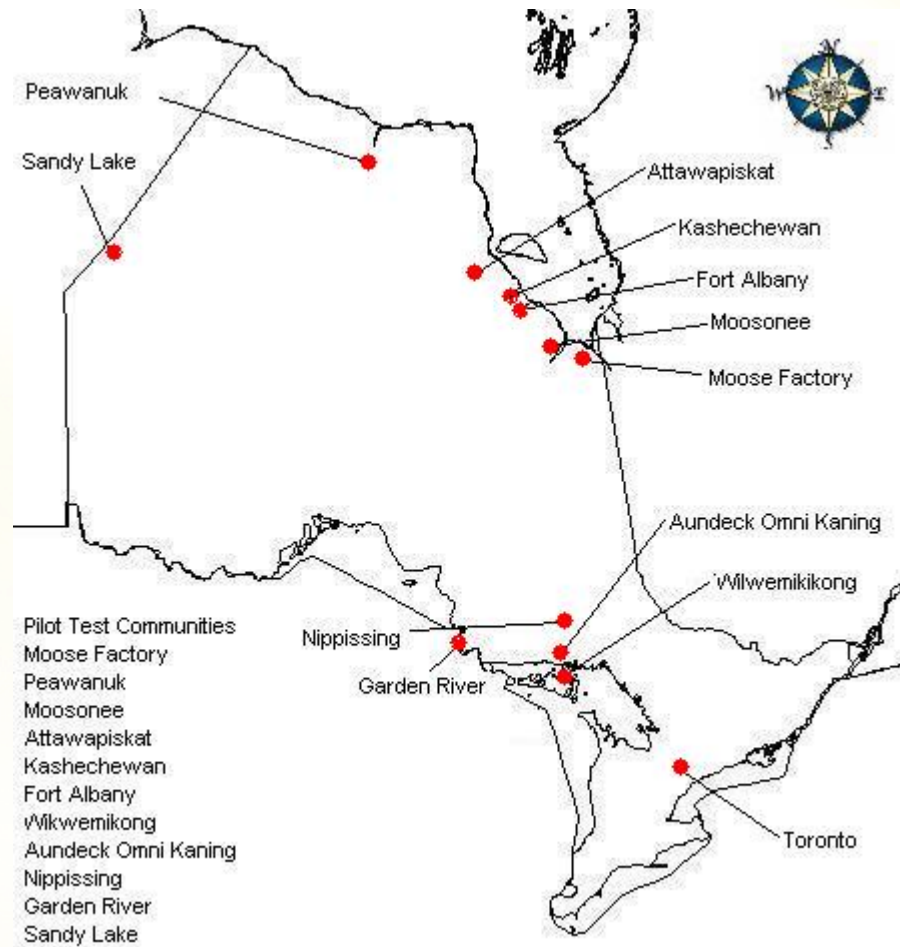 N
W E
S
Peawanuk
Sandy Lake
Attawapiskat
Kashechewan
Fort Albany
Moosonee
Moose Factory
Aundeck Omni Kaning
Wilwemikikong
Nippissing
Garden River
Toronto
Pilot Test Communities
Moose Factory
Peawanuk
Moosonee
Attawapiskat
Kashechewan
Fort Albany
Wikwemikong
Aundeck Omni Kaning
Nippissing
Garden River
Sandy Lake